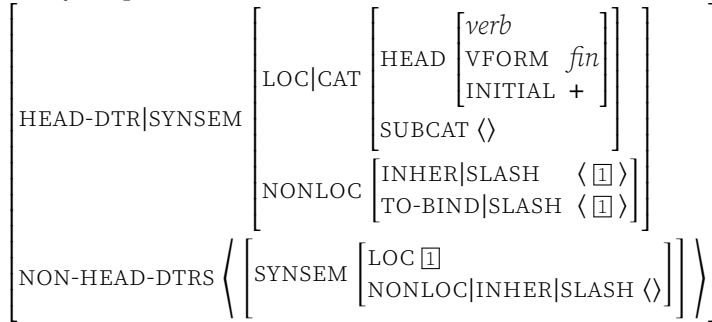 HEAD-DTR|SYNSEM [LOC|CAT [HEAD [verb
VFORM fin
INITIAL +]
SUBCAT ⟨⟩]
NONLOC [INHER|SLASH ⟨ 1 ⟩
TO-BIND|SLASH ⟨ 1 ⟩]]
NON-HEAD-DTRS ⟨ [SYNSEM [LOC 1
NONLOC|INHER|SLASH ⟨⟩]] ⟩